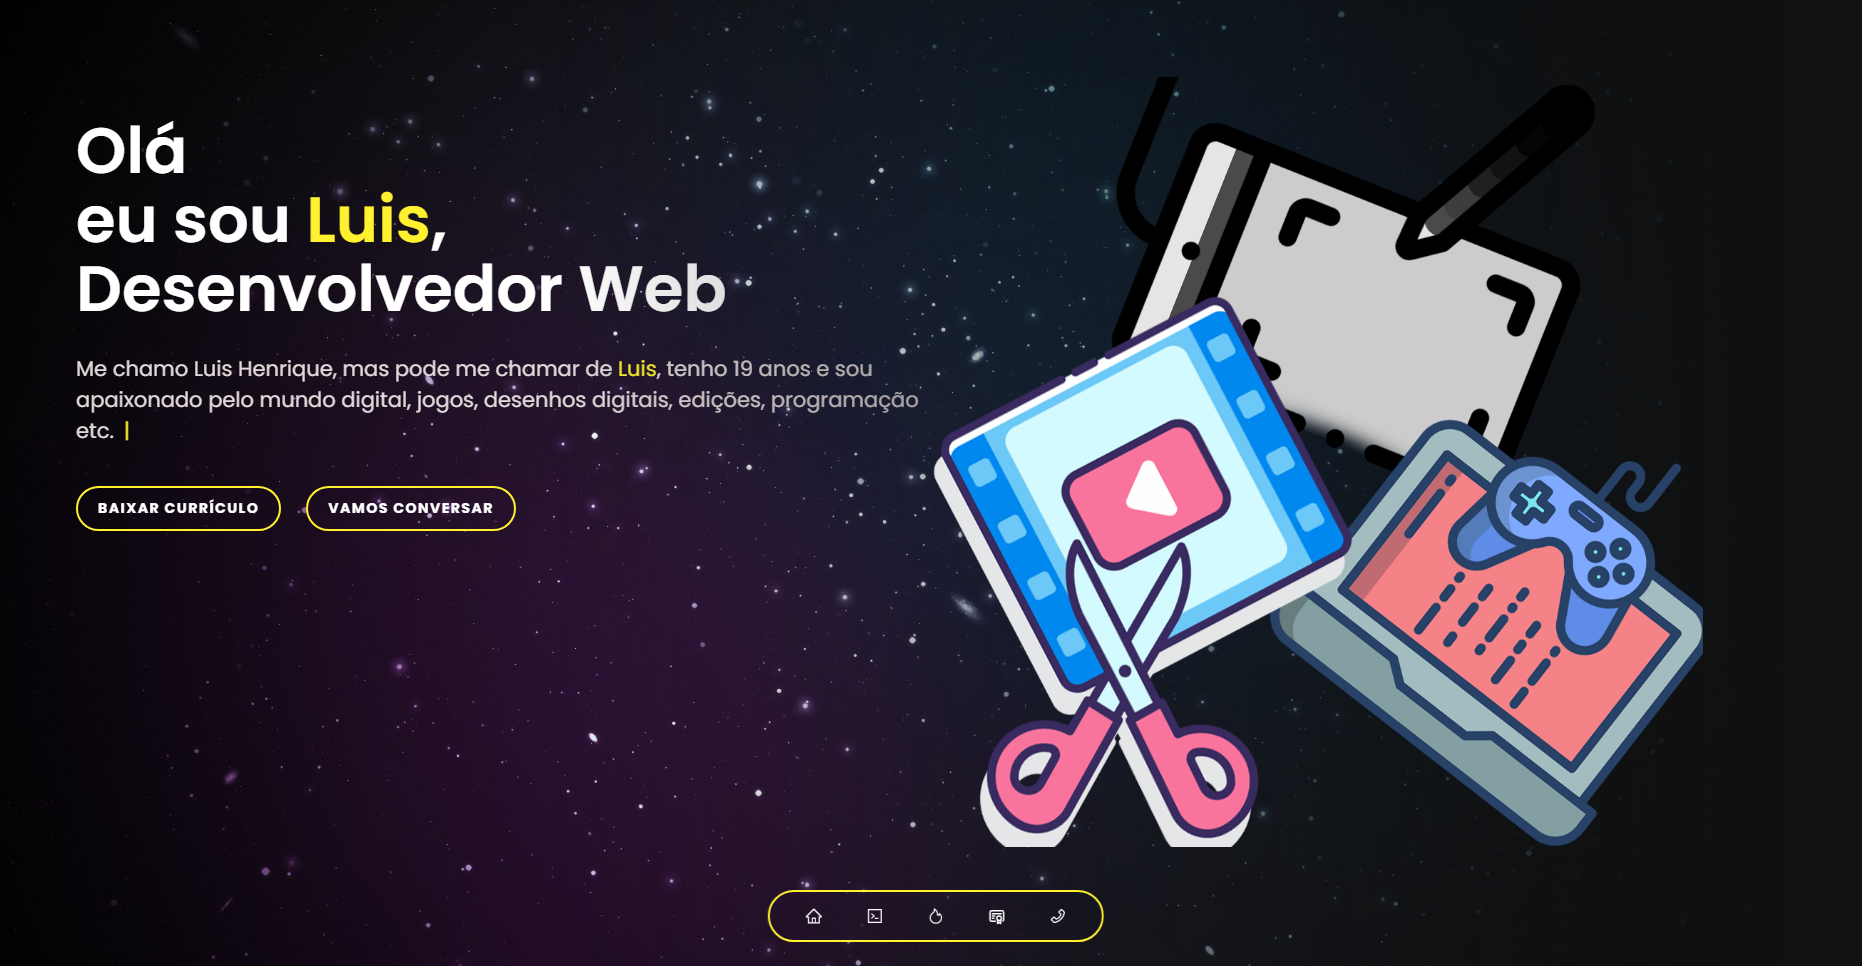 Olá
eu sou Luis,
Desenvolvedor Web
Me chamo Luis Henrique, mas pode me chamar de Luis, tenho 19 anos e sou
apaixonado pelo mundo digital, jogos, desenhos digitais, edições, programação
etc. |
BAIXAR CURRÍCULO
VAMOS CONVERSAR